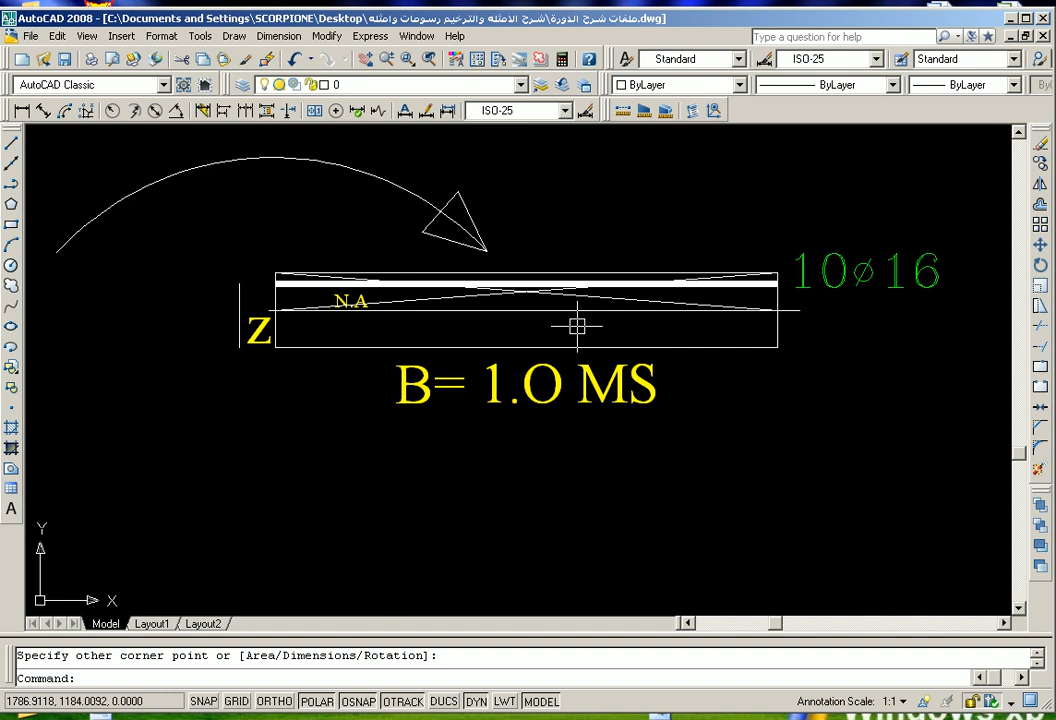 AutoCAD 2008 - [C:\Documents and Settings\SCORPIONE\Desktop\ملفات شرح الدورة\شرح الامثله والترخيم رسومات وامثله.dwg]
File Edit View Insert Format Tools Draw Dimension Modify Express Window Help
Type a question for help
Standard ISO-25 Standard
AutoCAD Classic 0 ByLayer ByLayer ByLayer
ISO-25
10ø16
N.A
Z
B= 1.O MS
Y
X
Model Layout1 Layout2
Specify other corner point or [Area/Dimensions/Rotation]:
Command:
1786.9118, 1184.0092, 0.0000 SNAP GRID ORTHO POLAR OSNAP OTRACK DUCS DYN LWT MODEL Annotation Scale: 1:1